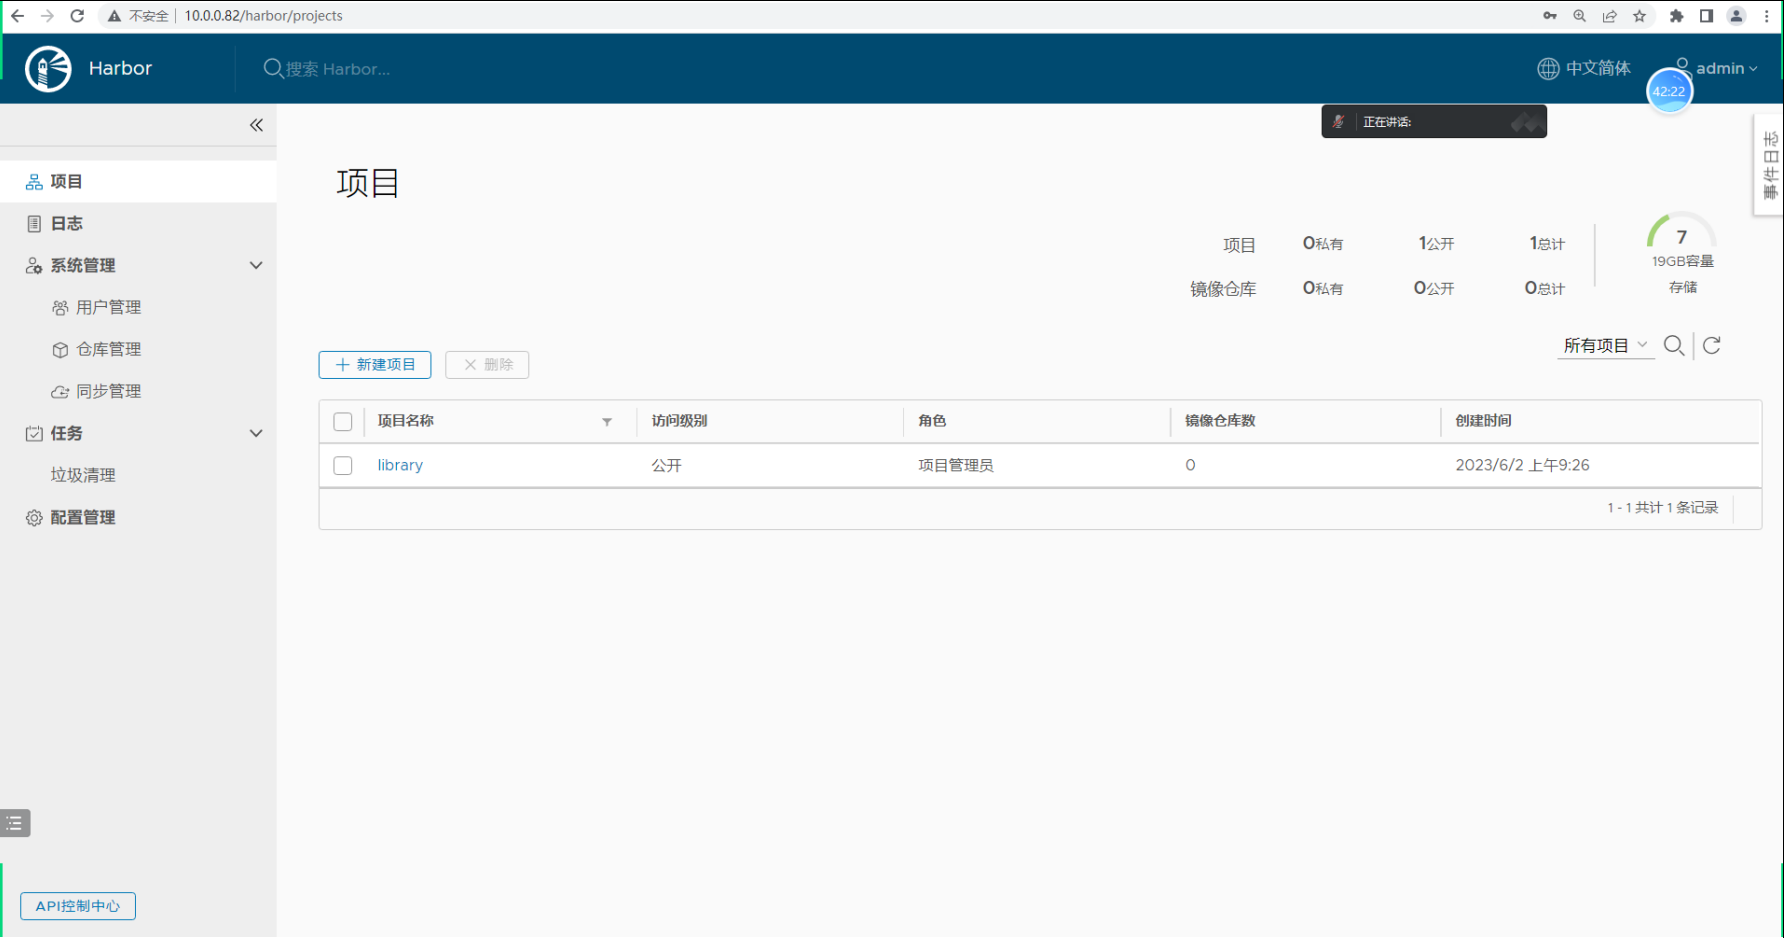 不安全 10.0.0.82/harbor/projects
Harbor
搜索 Harbor...
中文简体
admin
42:22
正在讲话:
事件日志
项目
日志
系统管理
用户管理
仓库管理
同步管理
任务
垃圾清理
配置管理
API控制中心
项目
项目 0私有 1公开 1总计
镜像仓库 0私有 0公开 0总计
7
19GB容量
存储
所有项目
新建项目 删除
项目名称 访问级别 角色 镜像仓库数 创建时间
library 公开 项目管理员 0 2023/6/2 上午9:26
1 - 1 共计 1 条记录